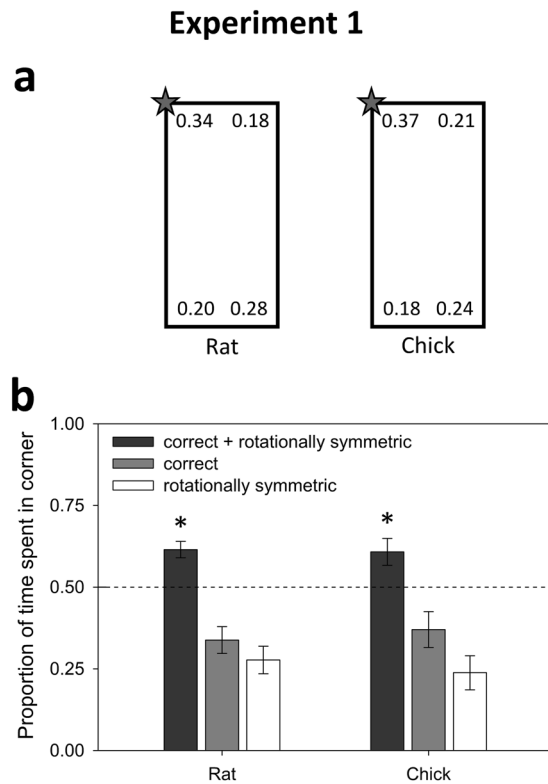 Experiment 1
a
0.34 0.18
0.20 0.28
Rat
0.37 0.21
0.18 0.24
Chick
b
Proportion of time spent in corner
1.00
0.75
0.50
0.25
0.00
correct + rotationally symmetric
correct
rotationally symmetric
*
*
Rat
Chick